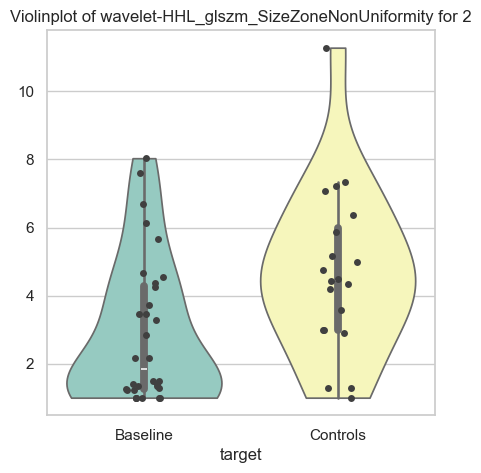 Violinplot of wavelet-HHL_glszm_SizeZoneNonUniformity for 2
10
8
6
4
2
Baseline
Controls
target